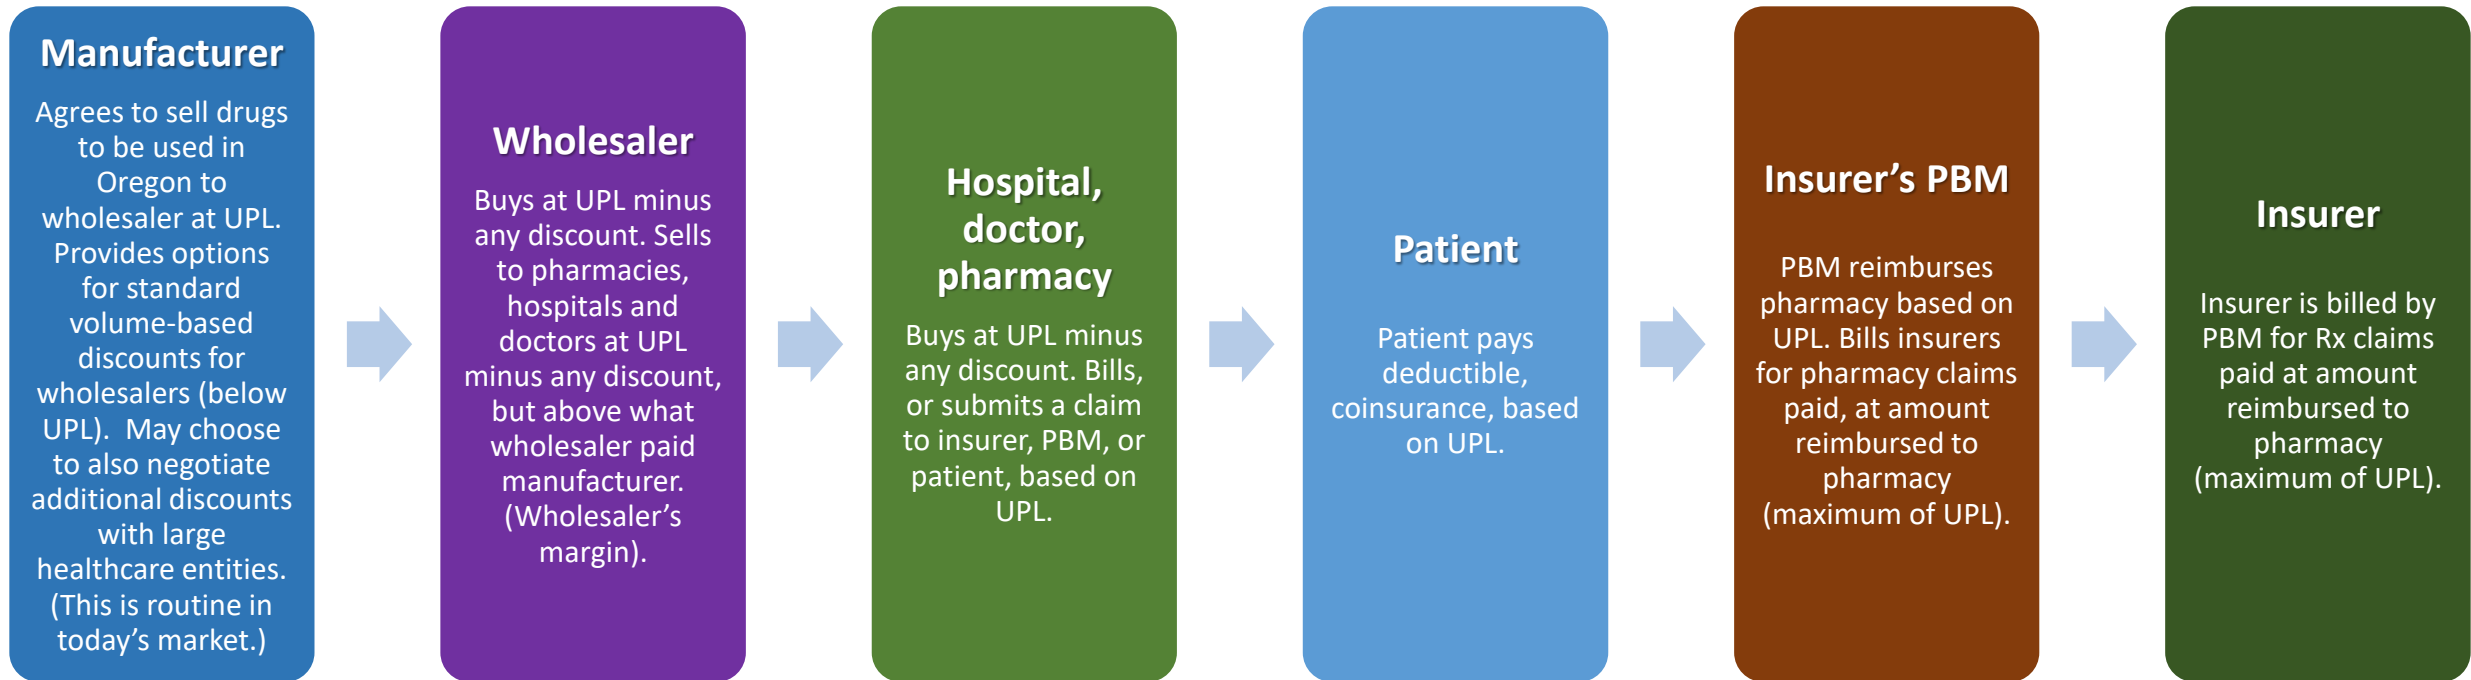 Manufacturer
Agrees to sell drugs
to be used in
Oregon to
wholesaler at UPL.
Provides options
for standard
volume-based
discounts for
wholesalers (below
UPL).  May choose
to also negotiate
additional discounts
with large
healthcare entities.
(This is routine in
today’s market.)
Wholesaler
Buys at UPL minus
any discount. Sells
to pharmacies,
hospitals and
doctors at UPL
minus any discount,
but above what
wholesaler paid
manufacturer.
(Wholesaler’s
margin).
Hospital,
doctor,
pharmacy
Buys at UPL minus
any discount. Bills,
or submits a claim
to insurer, PBM, or
patient, based on
UPL.
Patient
Patient pays
deductible,
coinsurance, based
on UPL.
Insurer’s PBM
PBM reimburses
pharmacy based on
UPL. Bills insurers
for pharmacy claims
paid, at amount
reimbursed to
pharmacy
(maximum of UPL).
Insurer
Insurer is billed by
PBM for Rx claims
paid at amount
reimbursed to
pharmacy
(maximum of UPL).